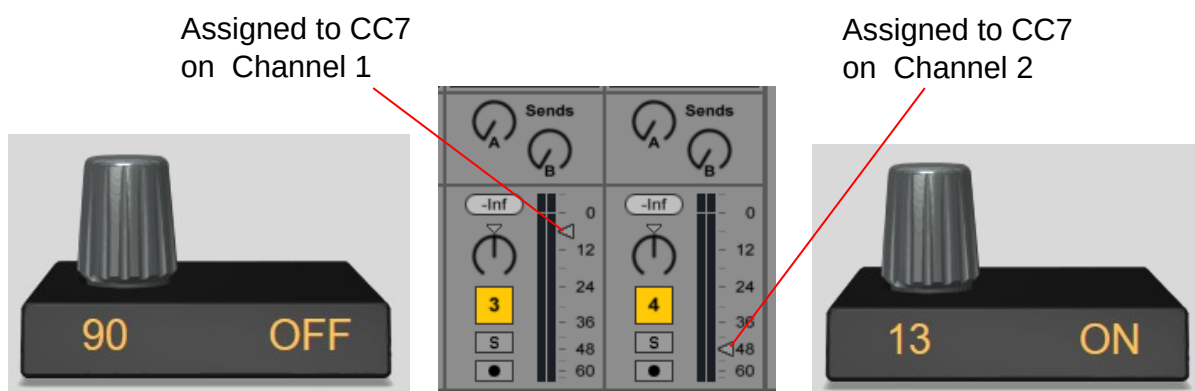 Assigned to CC7
on Channel 1
Assigned to CC7
on Channel 2
Sends
A
B
Sends
A
B
-Inf
0
12
24
36
48
60
3
S
-Inf
0
12
24
36
48
60
4
S
90 OFF
13 ON